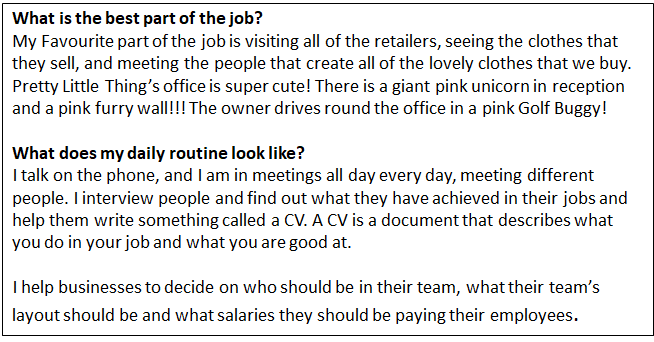 What is the best part of the job?
My Favourite part of the job is visiting all of the retailers, seeing the clothes that
they sell, and meeting the people that create all of the lovely clothes that we buy.
Pretty Little Thing’s office is super cute! There is a giant pink unicorn in reception
and a pink furry wall!!! The owner drives round the office in a pink Golf Buggy!
What does my daily routine look like?
I talk on the phone, and I am in meetings all day every day, meeting different
people. I interview people and find out what they have achieved in their jobs and
help them write something called a CV. A CV is a document that describes what
you do in your job and what you are good at.
I help businesses to decide on who should be in their team, what their team’s
layout should be and what salaries they should be paying their employees.